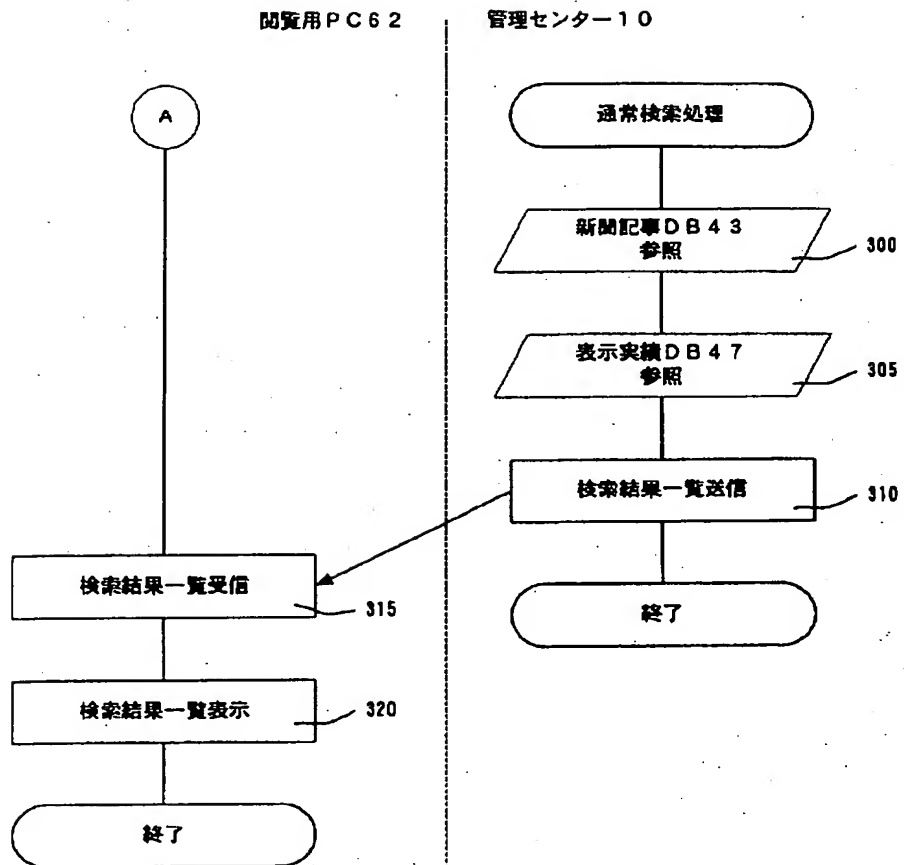 閲覧用PC62
管理センター10
A
通常検索処理
新聞記事DB43
参照
300
表示実績DB47
参照
305
検索結果一覧送信
310
検索結果一覧受信
315
終了
検索結果一覧表示
320
終了